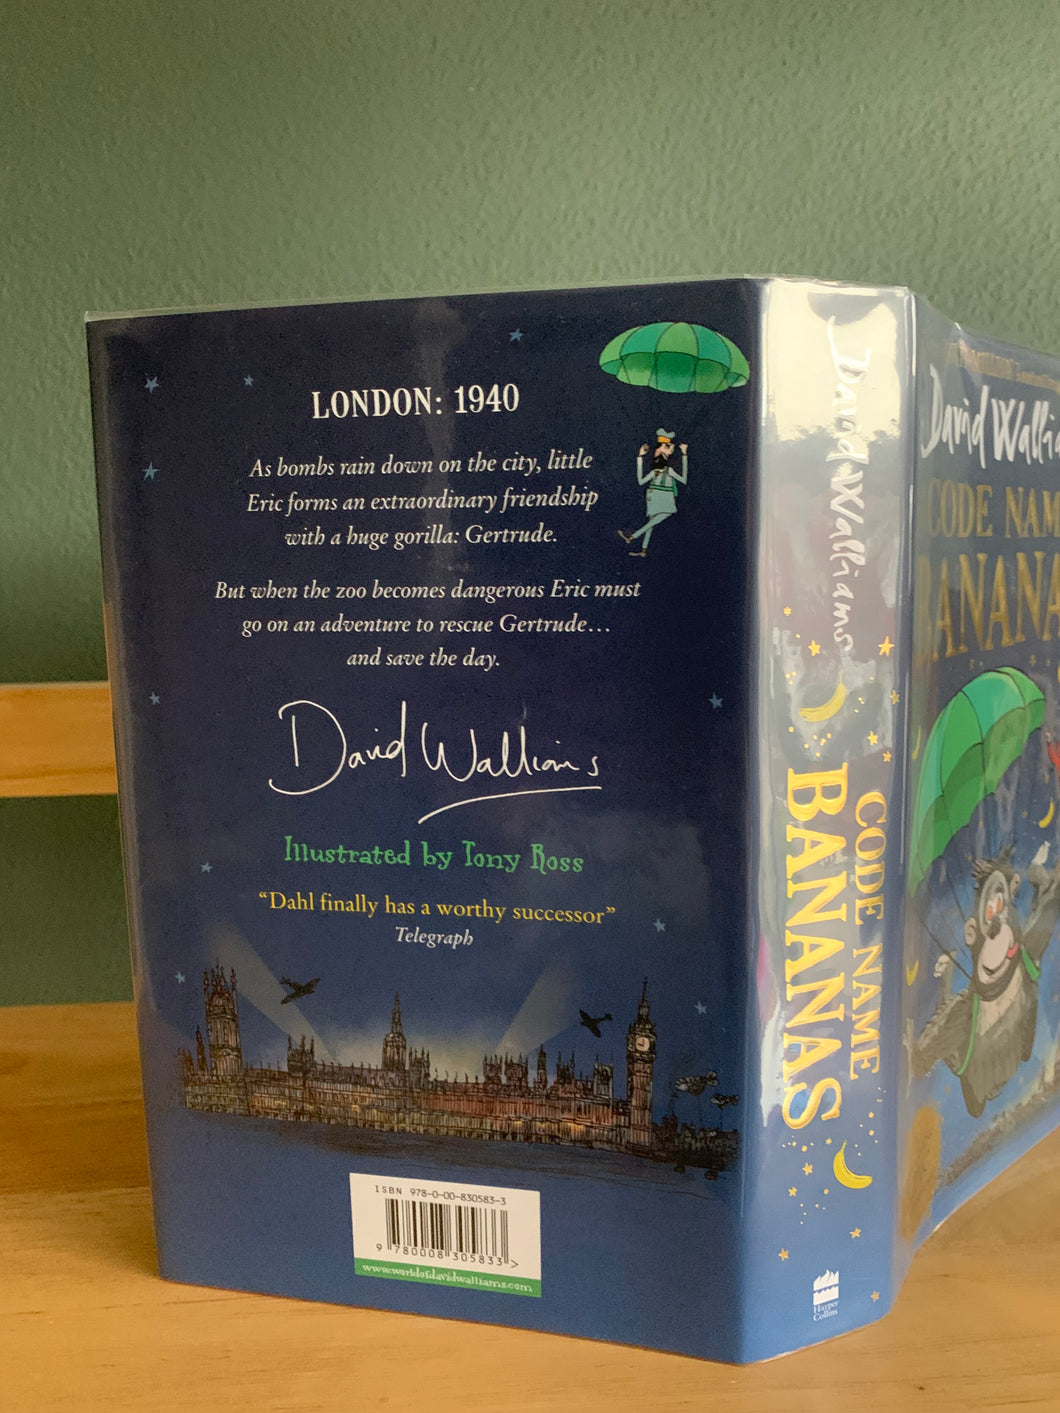 LONDON: 1940
As bombs rain down on the city, little
Eric forms an extraordinary friendship
with a huge gorilla: Gertrude.
But when the zoo becomes dangerous Eric must
go on an adventure to rescue Gertrude...
and save the day.
David Walliams
Illustrated by Tony Ross
“Dahl finally has a worthy successor”
Telegraph
ISBN 978-0-00-830583-3
9 780008 305833 >
www.worldofdavidwalliams.com
David Walliams
CODE NAME
BANANAS
Harper
Collins
David Wallia
CODE NAM
BANANA